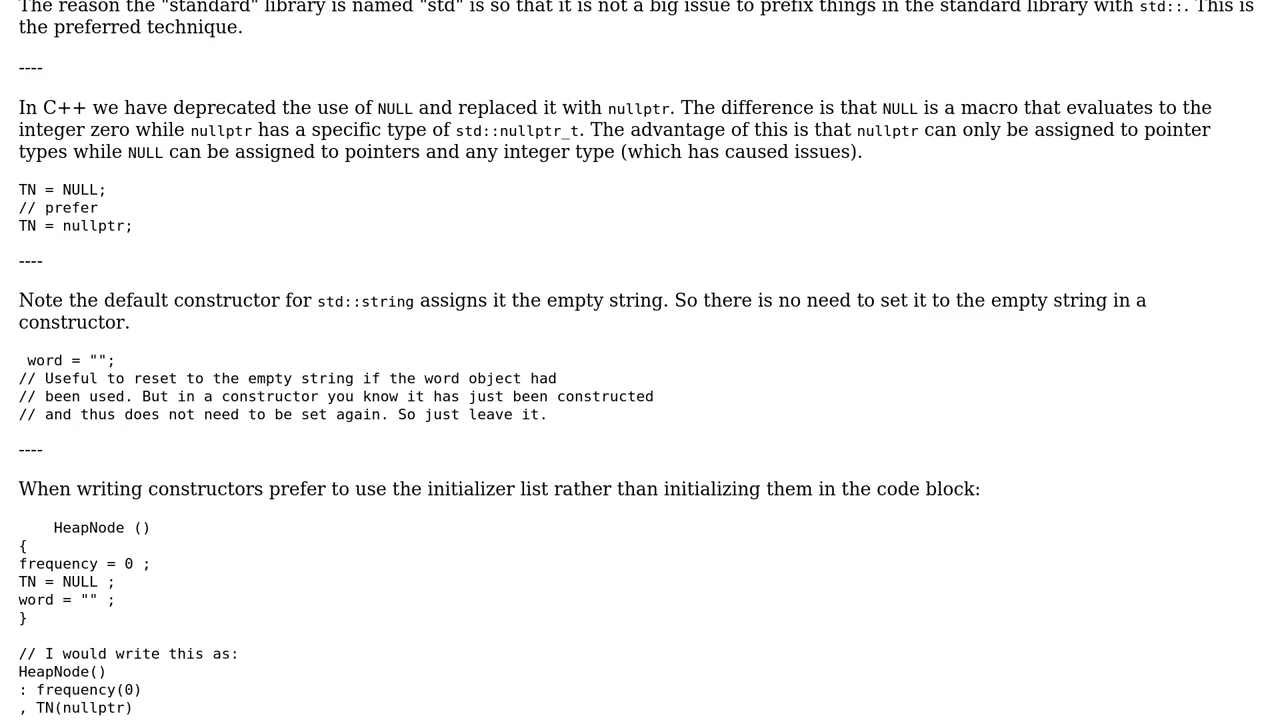 The reason the "standard" library is named "std" is so that it is not a big issue to prefix things in the standard library with std::. This is
the preferred technique.
----
In C++ we have deprecated the use of NULL and replaced it with nullptr. The difference is that NULL is a macro that evaluates to the
integer zero while nullptr has a specific type of std::nullptr_t. The advantage of this is that nullptr can only be assigned to pointer
types while NULL can be assigned to pointers and any integer type (which has caused issues).
TN = NULL;
// prefer
TN = nullptr;
----
Note the default constructor for std::string assigns it the empty string. So there is no need to set it to the empty string in a
constructor.
word = "";
// Useful to reset to the empty string if the word object had
// been used. But in a constructor you know it has just been constructed
// and thus does not need to be set again. So just leave it.
----
When writing constructors prefer to use the initializer list rather than initializing them in the code block:
HeapNode ()
{
frequency = 0 ;
TN = NULL ;
word = "" ;
}
// I would write this as:
HeapNode()
: frequency(0)
, TN(nullptr)